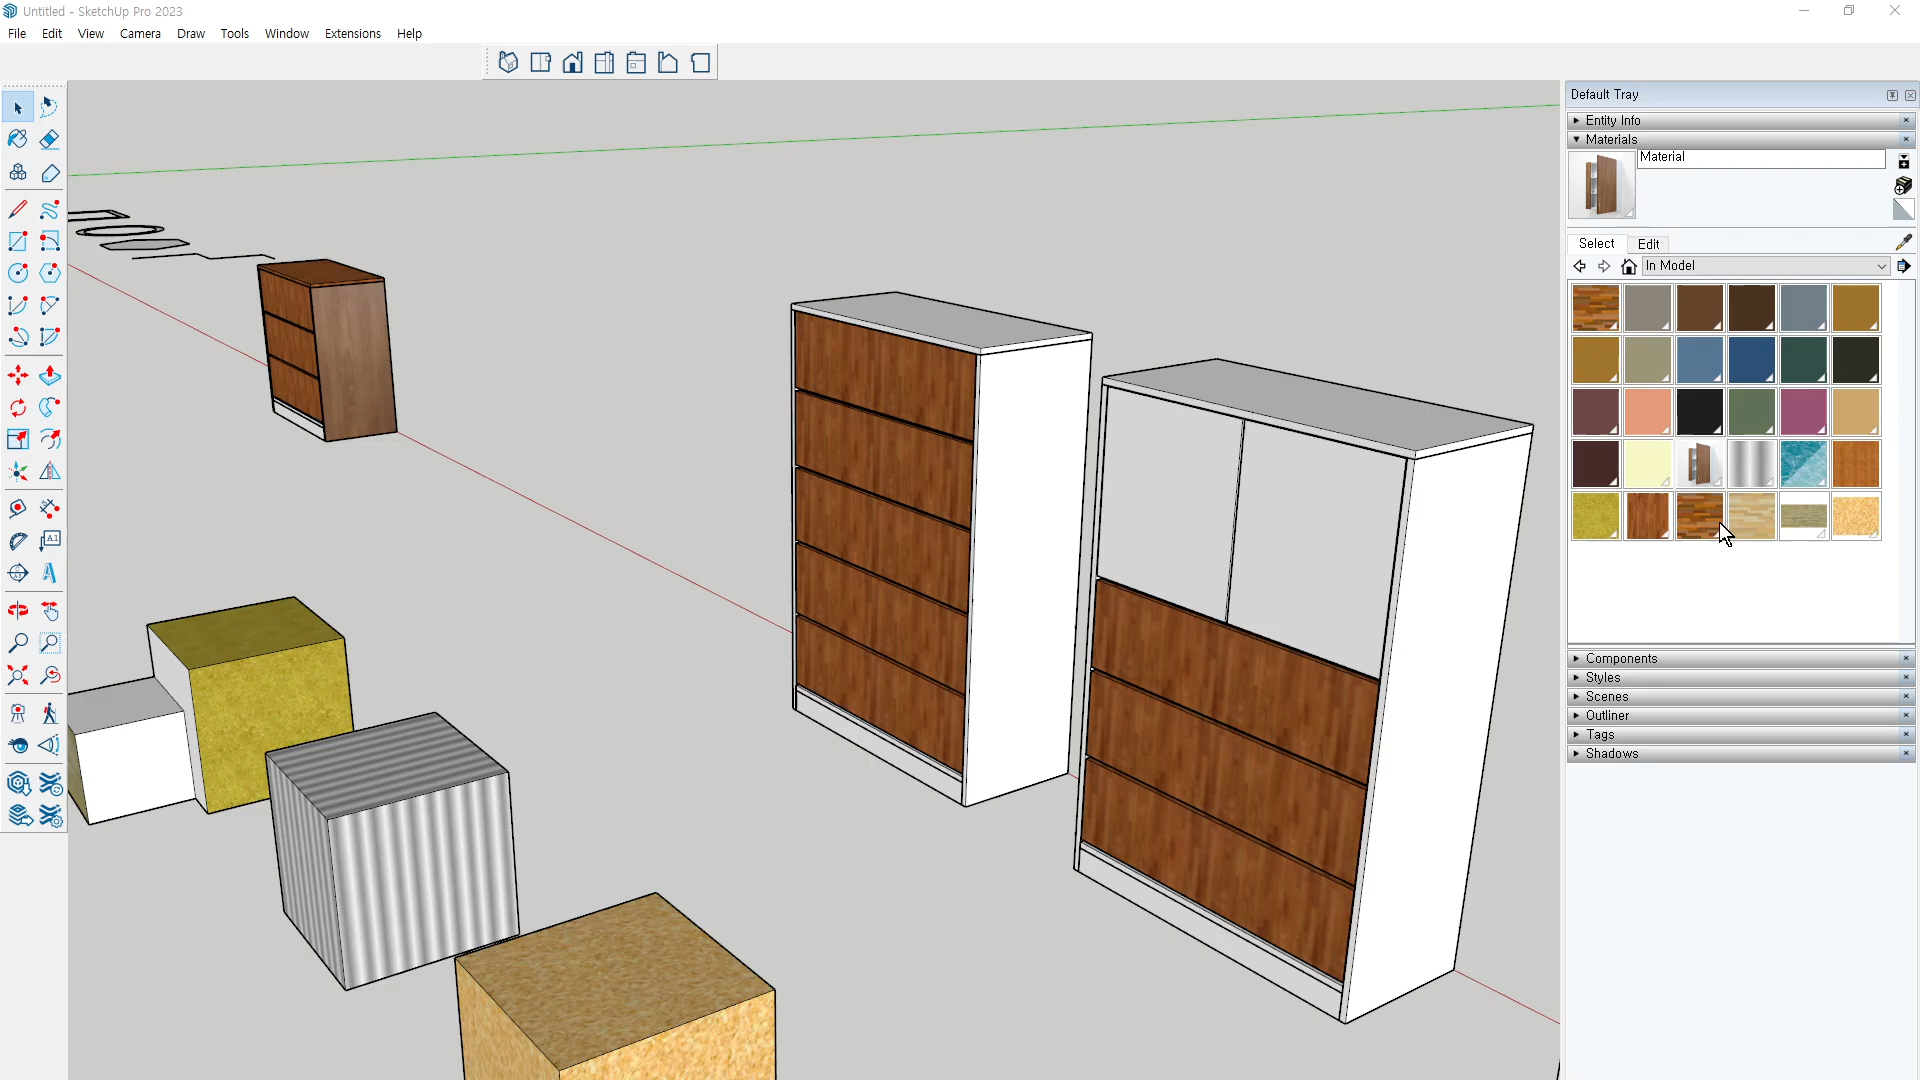 Untitled - SketchUp Pro 2023
File Edit View Camera Draw Tools Window Extensions Help
Default Tray
Entity Info
Materials
Material
Select Edit
In Model
Components
Styles
Scenes
Outliner
Tags
Shadows